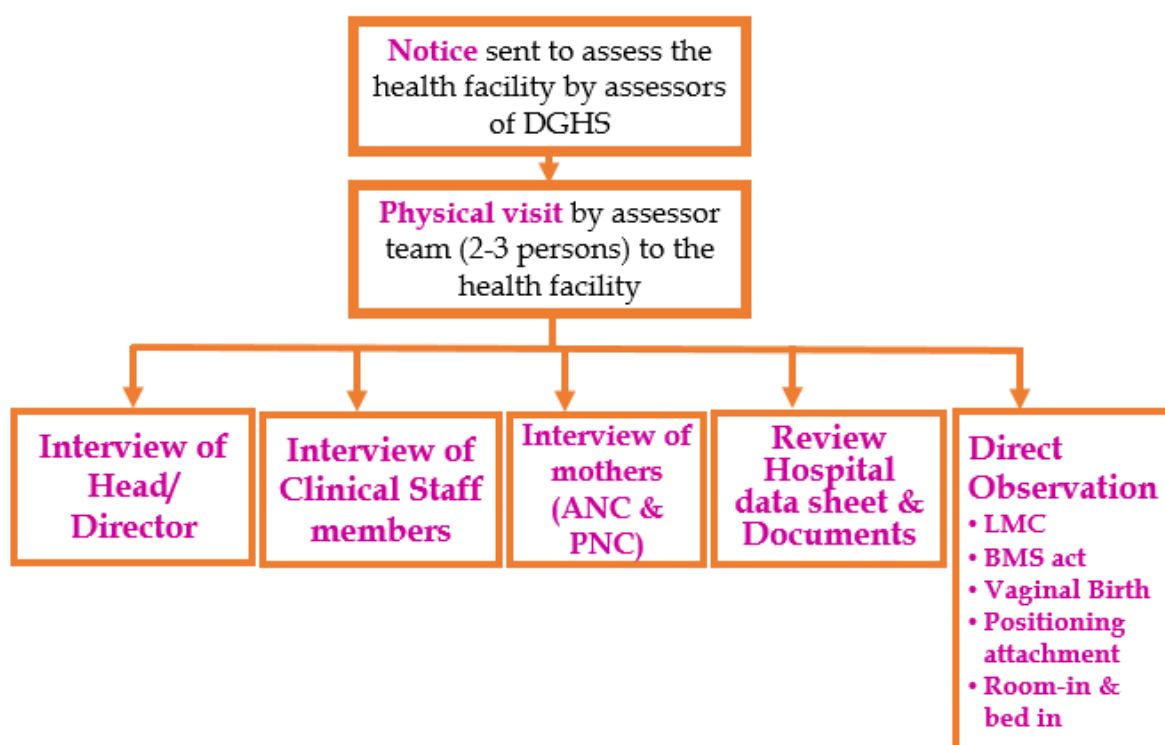 Notice sent to assess the
health facility by assessors
of DGHS
Physical visit by assessor
team (2-3 persons) to the
health facility
Interview of
Head/
Director
Interview of
Clinical Staff
members
Interview of
mothers
(ANC &
PNC)
Review
Hospital
data sheet &
Documents
Direct
Observation
• LMC
• BMS act
• Vaginal Birth
• Positioning
attachment
• Room-in &
bed in